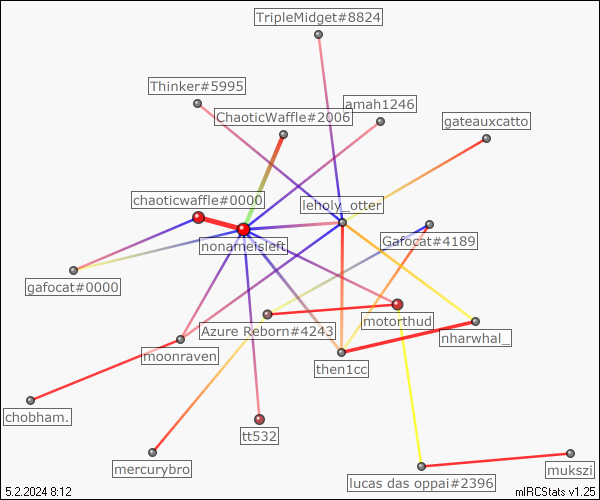 TripleMidget#8824
Thinker#5995
amah1246
ChaoticWaffle#2006
gateauxcatto
chaoticwaffle#0000
leholy_otter
nonameisleft
Gafocat#4189
gafocat#0000
Azure Reborn#4243
motorthud
nharwhal_
moonraven
then1cc
chobham.
tt532
mercurybro
mukszi
lucas das oppai#2396
5.2.2024 8:12
mIRCStats v1.25